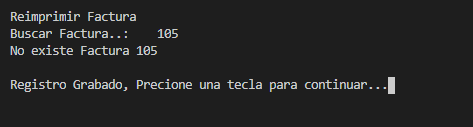 Reimprimir Factura
Buscar Factura..:    105
No existe Factura 105
Registro Grabado, Precione una tecla para continuar...